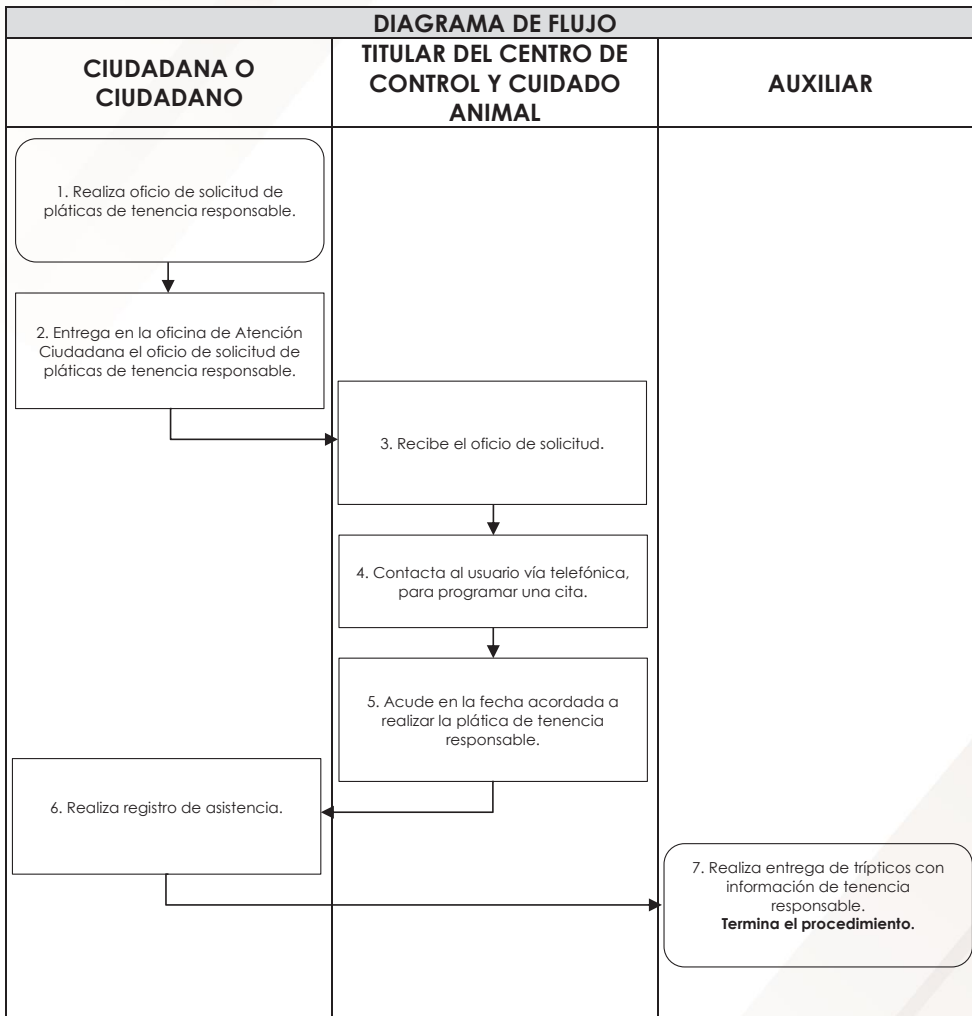 DIAGRAMA DE FLUJO
CIUDADANA O
CIUDADANO
TITULAR DEL CENTRO DE
CONTROL Y CUIDADO
ANIMAL
AUXILIAR
1. Realiza oficio de solicitud de
pláticas de tenencia responsable.
2. Entrega en la oficina de Atención
Ciudadana el oficio de solicitud de
pláticas de tenencia responsable.
3. Recibe el oficio de solicitud.
4. Contacta al usuario vía telefónica,
para programar una cita.
5. Acude en la fecha acordada a
realizar la plática de tenencia
responsable.
6. Realiza registro de asistencia.
7. Realiza entrega de trípticos con
información de tenencia
responsable.
Termina el procedimiento.